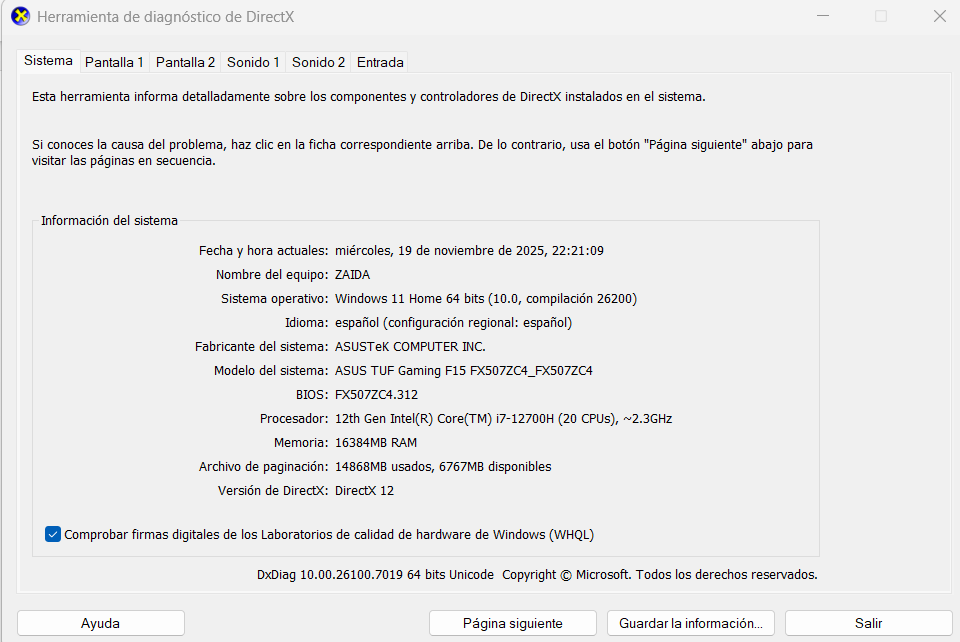 Herramienta de diagnóstico de DirectX
Sistema Pantalla 1 Pantalla 2 Sonido 1 Sonido 2 Entrada
Esta herramienta informa detalladamente sobre los componentes y controladores de DirectX instalados en el sistema.
Si conoces la causa del problema, haz clic en la ficha correspondiente arriba. De lo contrario, usa el botón "Página siguiente" abajo para
visitar las páginas en secuencia.
Información del sistema
Fecha y hora actuales: miércoles, 19 de noviembre de 2025, 22:21:09
Nombre del equipo: ZAIDA
Sistema operativo: Windows 11 Home 64 bits (10.0, compilación 26200)
Idioma: español (configuración regional: español)
Fabricante del sistema: ASUSTeK COMPUTER INC.
Modelo del sistema: ASUS TUF Gaming F15 FX507ZC4_FX507ZC4
BIOS: FX507ZC4.312
Procesador: 12th Gen Intel(R) Core(TM) i7-12700H (20 CPUs), ~2.3GHz
Memoria: 16384MB RAM
Archivo de paginación: 14868MB usados, 6767MB disponibles
Versión de DirectX: DirectX 12
Comprobar firmas digitales de los Laboratorios de calidad de hardware de Windows (WHQL)
DxDiag 10.00.26100.7019 64 bits Unicode Copyright © Microsoft. Todos los derechos reservados.
Ayuda Página siguiente Guardar la información... Salir